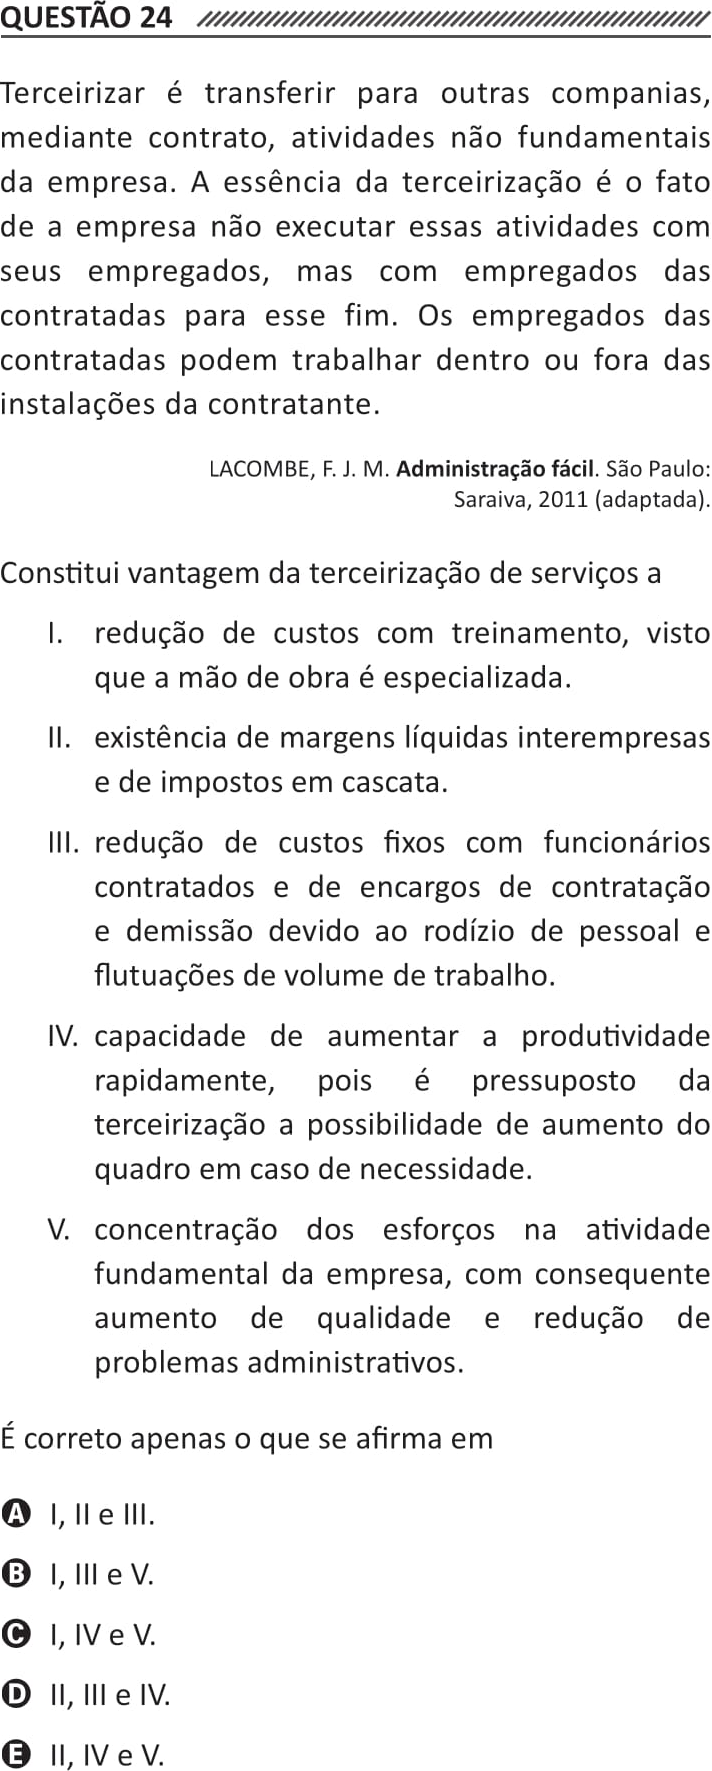 QUESTÃO 24
Terceirizar é transferir para outras companias,
mediante contrato, atividades não fundamentais
da empresa. A essência da terceirização é o fato
de a empresa não executar essas atividades com
seus empregados, mas com empregados das
contratadas para esse fim. Os empregados das
contratadas podem trabalhar dentro ou fora das
instalações da contratante.
LACOMBE, F. J. M. Administração fácil. São Paulo:
Saraiva, 2011 (adaptada).
Constitui vantagem da terceirização de serviços a
I. redução de custos com treinamento, visto
que a mão de obra é especializada.
II. existência de margens líquidas interempresas
e de impostos em cascata.
III. redução de custos fixos com funcionários
contratados e de encargos de contratação
e demissão devido ao rodízio de pessoal e
flutuações de volume de trabalho.
IV. capacidade de aumentar a produtividade
rapidamente, pois é pressuposto da
terceirização a possibilidade de aumento do
quadro em caso de necessidade.
V. concentração dos esforços na atividade
fundamental da empresa, com consequente
aumento de qualidade e redução de
problemas administrativos.
É correto apenas o que se afirma em
A I, II e III.
B I, III e V.
C I, IV e V.
D II, III e IV.
E II, IV e V.